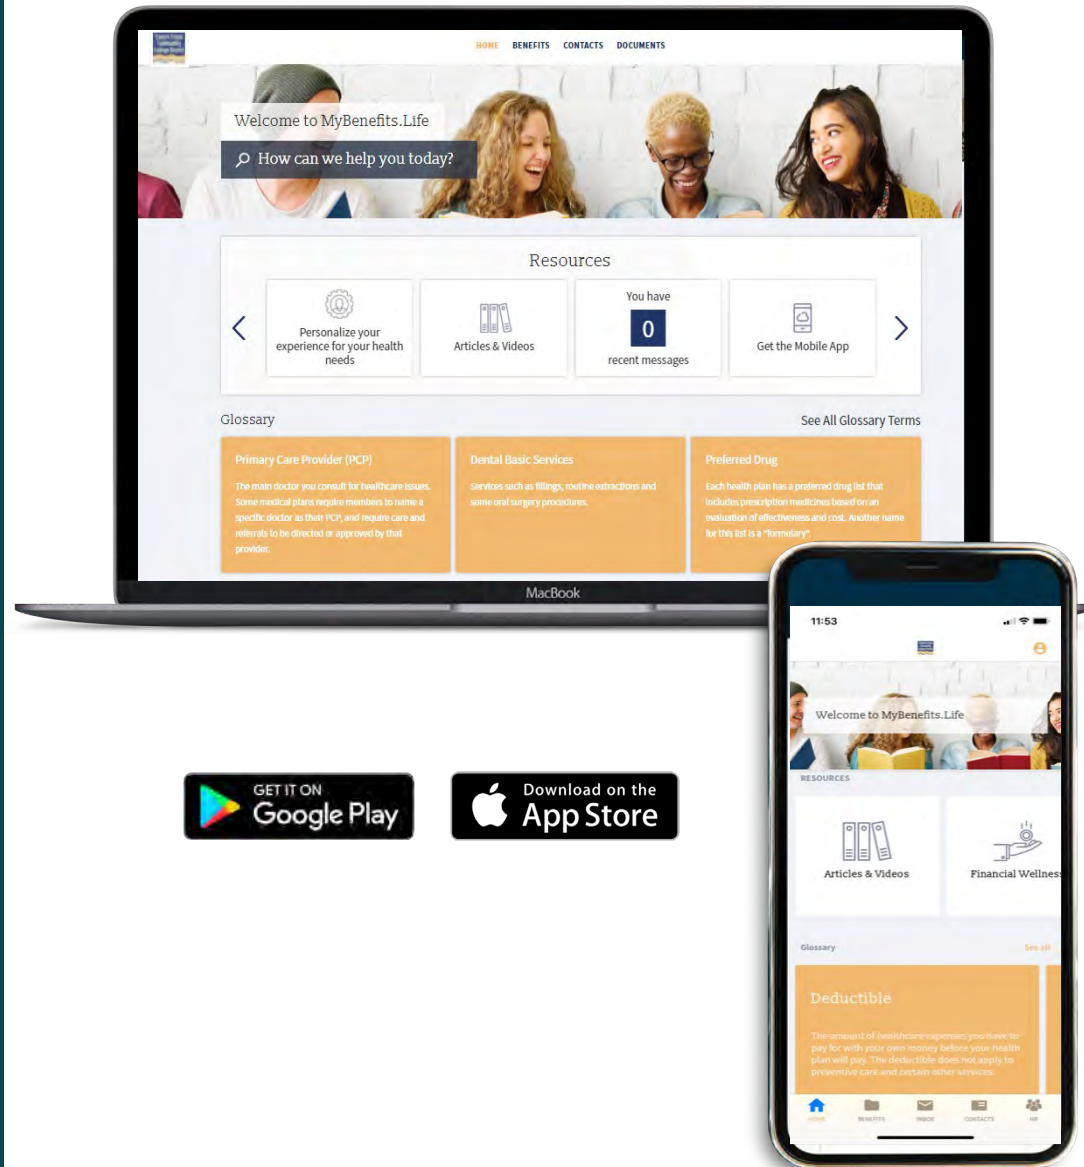 HOME BENEFITS CONTACTS DOCUMENTS
Welcome to MyBenefits.Life
How can we help you today?
Resources
Personalize your
experience for your health
needs
Articles & Videos
You have
0
recent messages
Get the Mobile App
Glossary
See All Glossary Terms
Primary Care Provider (PCP)
The main doctor you consult for healthcare issues.
Some medical plans require members to name a
specific doctor as their PCP, and require care and
referrals to be directed or approved by that
provider.
Dental Basic Services
Services such as fillings, routine extractions and
some oral surgery procedures.
Preferred Drug
Each health plan has a preferred drug list that
includes prescription medicines based on an
evaluation of effectiveness and cost. Another name
for this list is a "formulary".
MacBook
GET IT ON
Google Play
Download on the
App Store
11:53
Welcome to MyBenefits.Life
RESOURCES
Articles & Videos
Financial Wellness
Glossary
See all
Deductible
The amount of healthcare expenses you have to
pay for with your own money before your health
plan will pay. The deductible does not apply to
preventive care and certain other services.
HOME
BENEFITS
INBOX
CONTACTS
HR